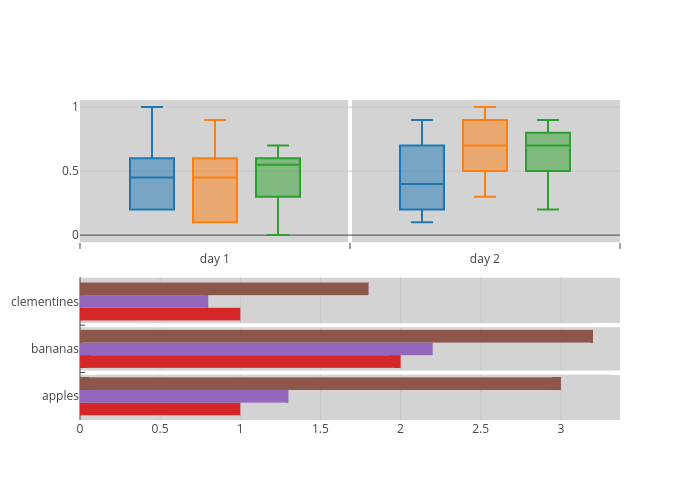 1
0.5
0
day 1 day 2
clementines
bananas
apples
0 0.5 1 1.5 2 2.5 3